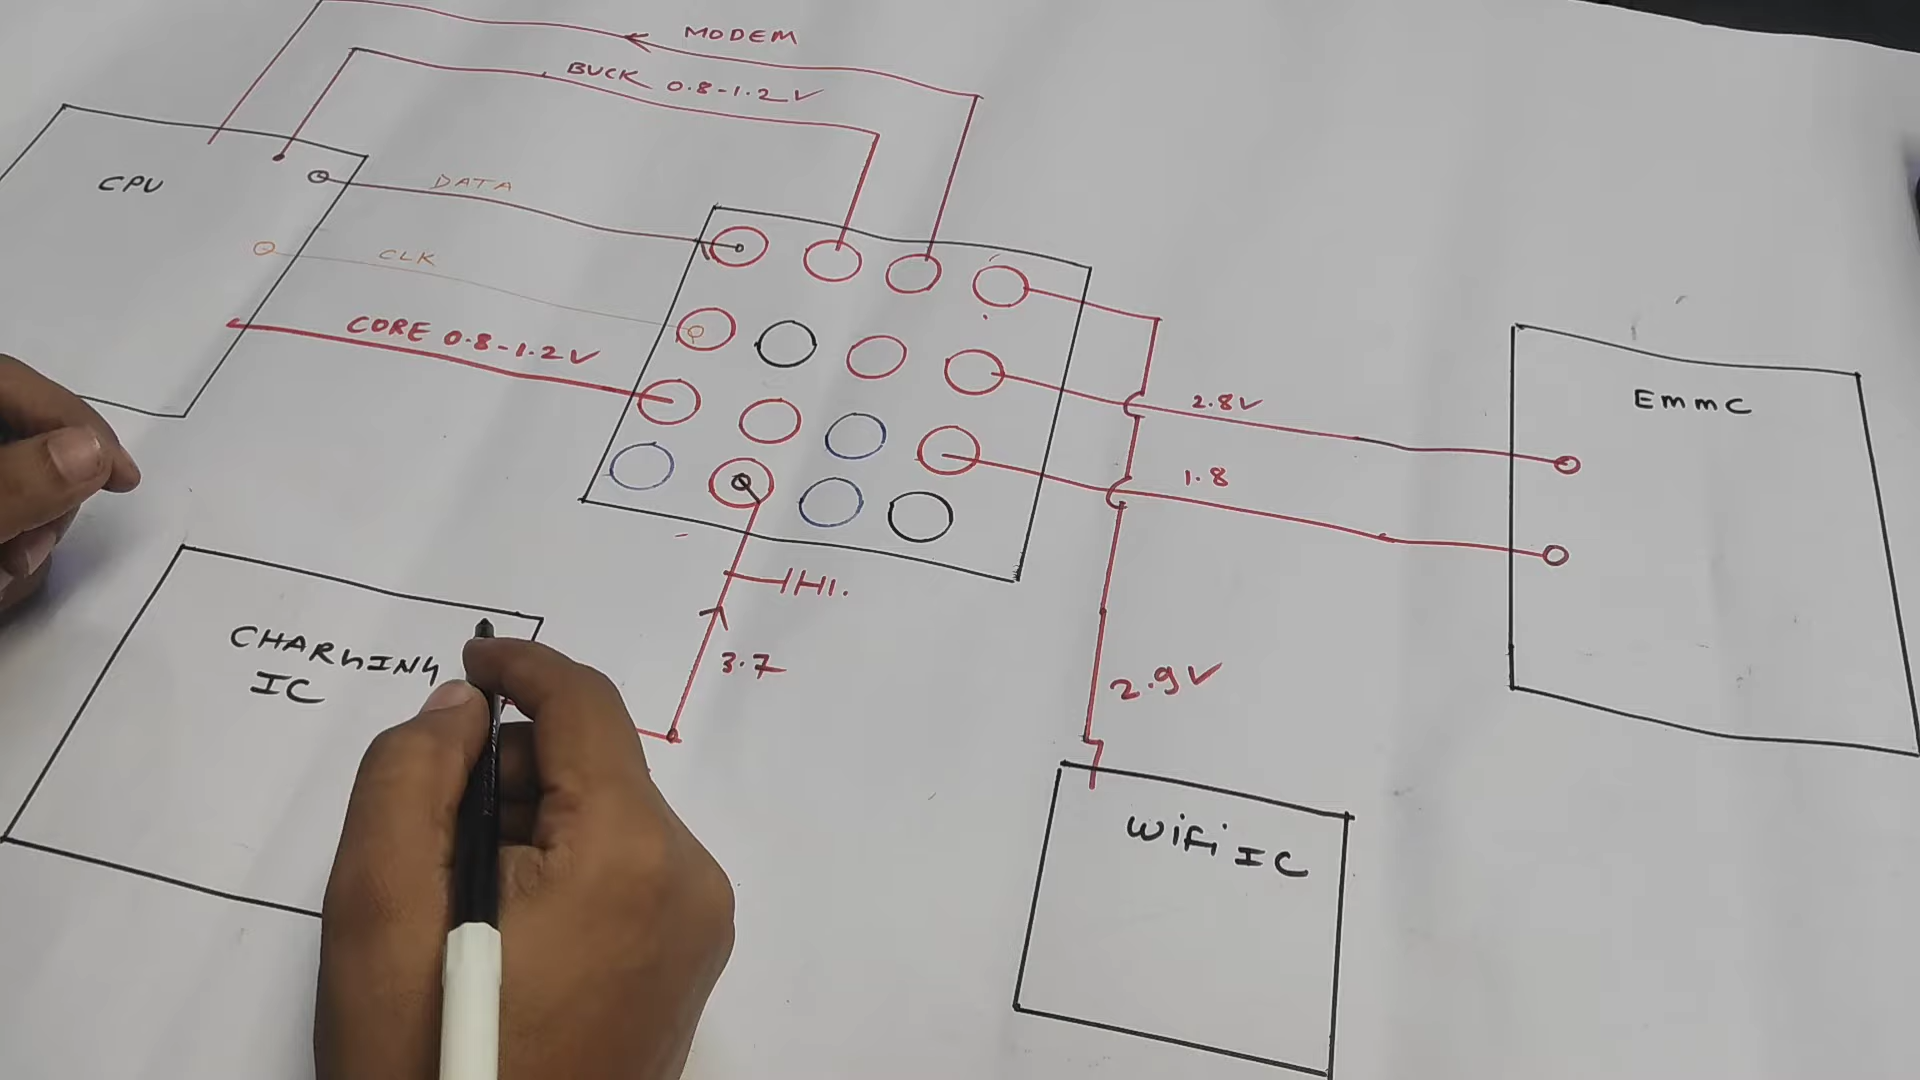 MODEM
BUCK 0.8-1.2V
CPU
DATA
CLK
CORE 0.8-1.2V
2.8V
1.8
EmmC
CHARGING
IC
3.7
2.9V
WiFi IC